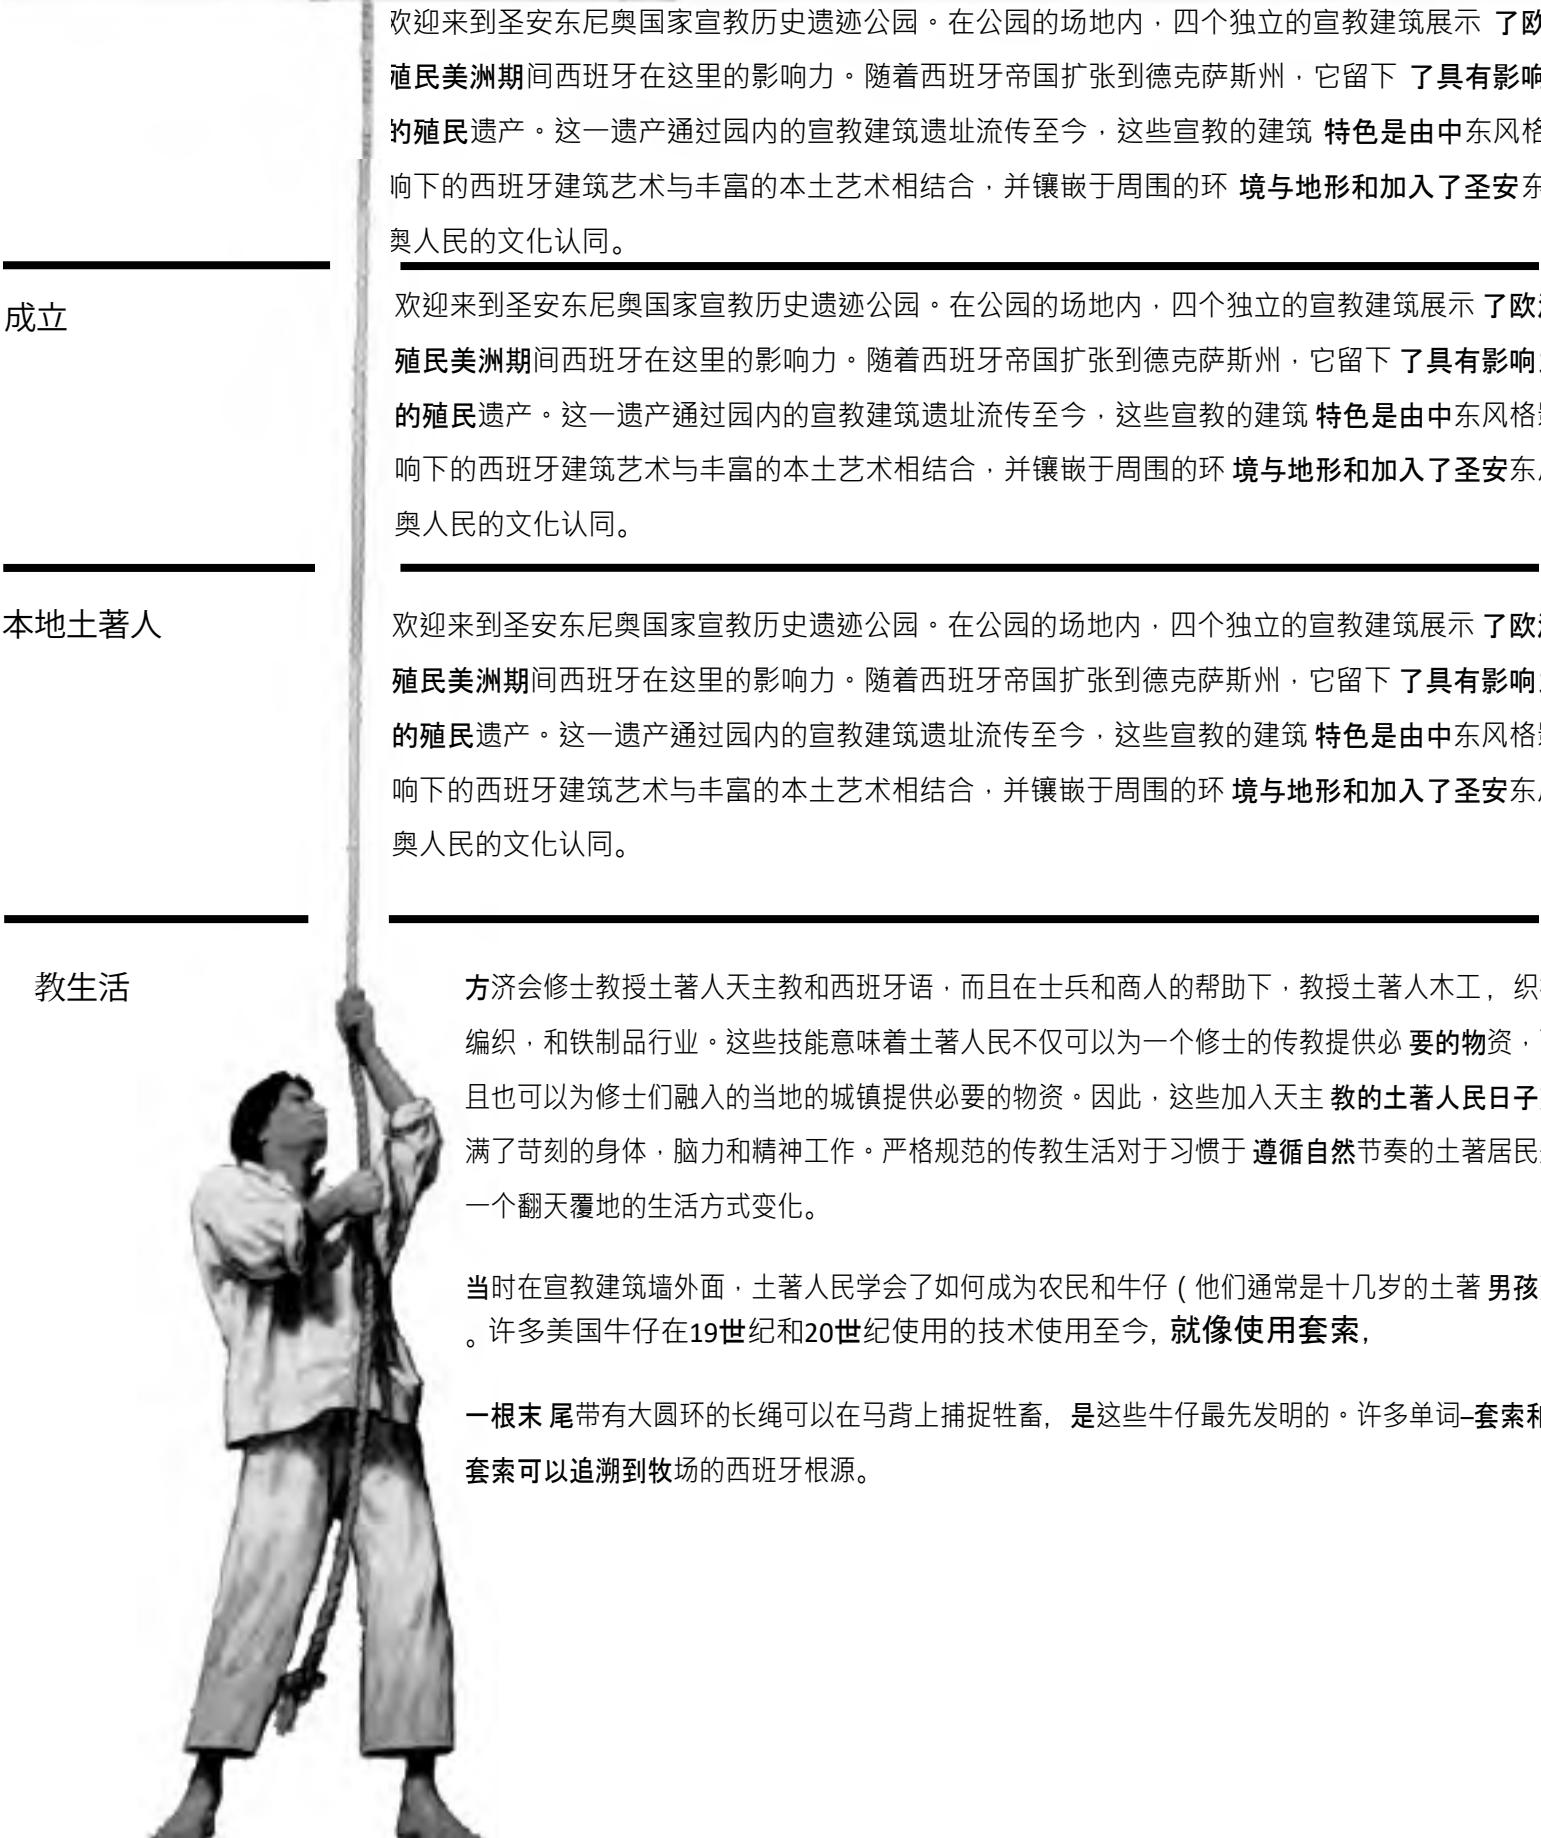 欢迎来到圣安东尼奥国家宣教历史遗迹公园。在公园的场地内，四个独立的宣教建筑展示 了欧
殖民美洲期间西班牙在这里的影响力。随着西班牙帝国扩张到德克萨斯州，它留下 了具有影响
的殖民遗产。这一遗产通过园内的宣教建筑遗址流传至今，这些宣教的建筑 特色是由中东风格
响下的西班牙建筑艺术与丰富的本土艺术相结合，并镶嵌于周围的环 境与地形和加入了圣安东
奥人民的文化认同。
成立
欢迎来到圣安东尼奥国家宣教历史遗迹公园。在公园的场地内，四个独立的宣教建筑展示 了欧
殖民美洲期间西班牙在这里的影响力。随着西班牙帝国扩张到德克萨斯州，它留下 了具有影响
的殖民遗产。这一遗产通过园内的宣教建筑遗址流传至今，这些宣教的建筑 特色是由中东风格
响下的西班牙建筑艺术与丰富的本土艺术相结合，并镶嵌于周围的环 境与地形和加入了圣安东
奥人民的文化认同。
本地土著人
欢迎来到圣安东尼奥国家宣教历史遗迹公园。在公园的场地内，四个独立的宣教建筑展示 了欧
殖民美洲期间西班牙在这里的影响力。随着西班牙帝国扩张到德克萨斯州，它留下 了具有影响
的殖民遗产。这一遗产通过园内的宣教建筑遗址流传至今，这些宣教的建筑 特色是由中东风格
响下的西班牙建筑艺术与丰富的本土艺术相结合，并镶嵌于周围的环 境与地形和加入了圣安东
奥人民的文化认同。
教生活
方济会修士教授土著人天主教和西班牙语，而且在士兵和商人的帮助下，教授土著人木工，织
编织，和铁制品行业。这些技能意味着土著人民不仅可以为一个修士的传教提供必 要的物资，
且也可以为修士们融入的当地的城镇提供必要的物资。因此，这些加入天主 教的土著人民日子
满了苛刻的身体，脑力和精神工作。严格规范的传教生活对于习惯于 遵循自然节奏的土著居民
一个翻天覆地的生活方式变化。
当时在宣教建筑墙外面，土著人民学会了如何成为农民和牛仔（他们通常是十几岁的土著 男孩
。许多美国牛仔在19世纪和20世纪使用的技术使用至今, 就像使用套索,
一根末 尾带有大圆环的长绳可以在马背上捕捉牲畜，是这些牛仔最先发明的。许多单词–套索和
套索可以追溯到牧场的西班牙根源。